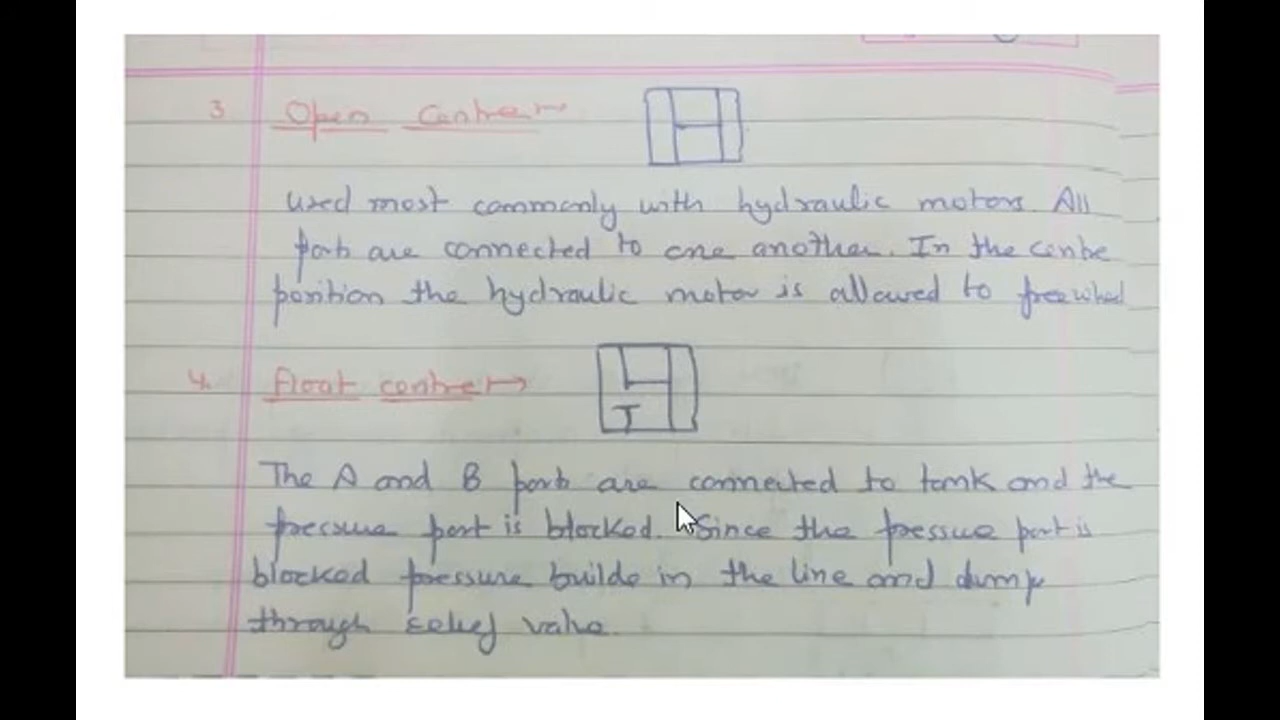 3 Open Centre
used most commonly with hydraulic motors All
ports are connected to one another. In the centre
position the hydraulic motor is allowed to freewheel
4. Float centre
T
The A and B ports are connected to tank and the
pressure port is blocked. Since the pressure port is
blocked pressure builds in the line and dump
through relief valve.